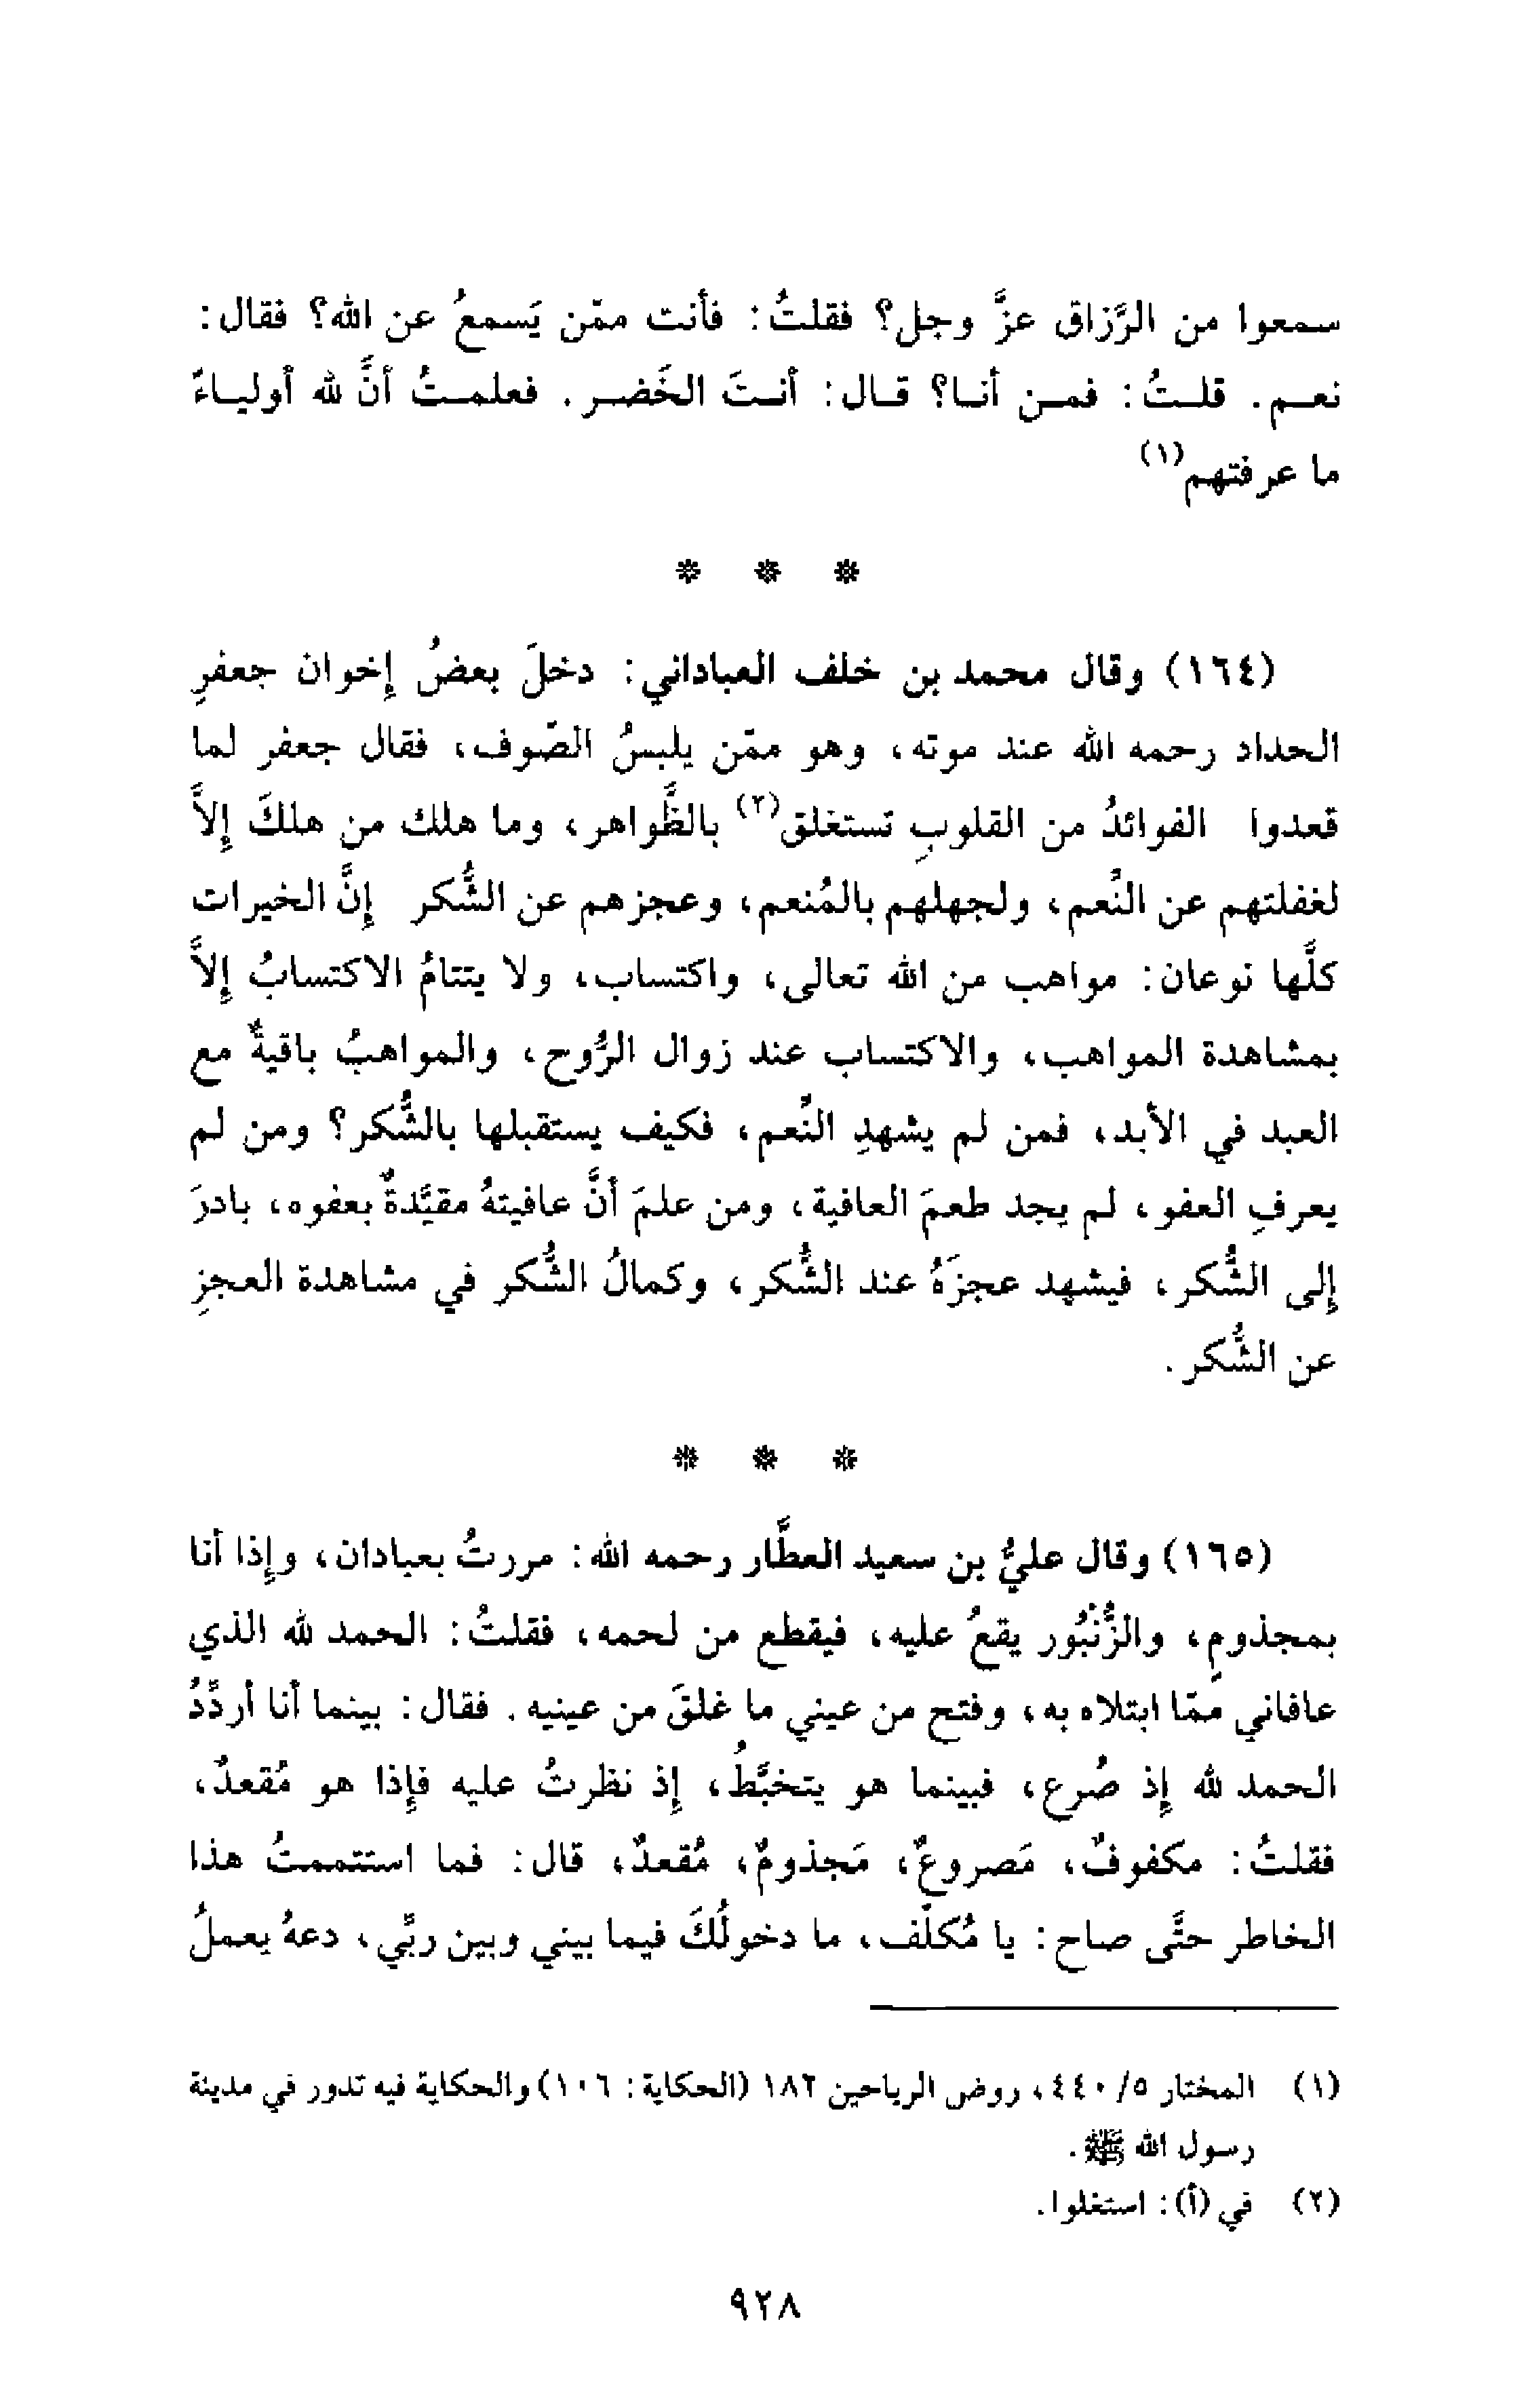 سمعوا من الرَّزاق عزَّ وجل؟ فقلتُ: فأنت ممّن يَسمعُ عن الله؟ فقال:
نعم. قلتُ: فمن أنا؟ قال: أنتَ الخَضر. فعلمتُ أنَّ لله أولياءً
ما عرفتهم(١)
* * *
(١٦٤) وقال محمد بن خلف العباداني: دخلَ بعضُ إخوان جعفرٍ
الحداد رحمه الله عند موته، وهو ممّن يلبسُ الصّوف، فقال جعفر لما
قعدوا الفوائدُ من القلوبِ تستغلق(٢) بالظَّواهر، وما هلك من هلكَ إلاَّ
لغفلتهم عن النِّعم، ولجهلهم بالمُنعم، وعجزهم عن الشُّكر إنَّ الخيرات
كلَّها نوعان: مواهب من الله تعالى، واكتساب، ولا يتتامُ الاكتسابُ إلاَّ
بمشاهدة المواهب، والاكتساب عند زوال الرُّوح، والمواهبُ باقيةٌ مع
العبد في الأبد، فمن لم يشهدِ النِّعم، فكيف يستقبلها بالشُّكر؟ ومن لم
يعرفِ العفو، لم يجد طعمَ العافية، ومن علمَ أنَّ عافيتهُ مقيَّدةٌ بعفوه، بادرَ
إلى الشُّكر، فيشهد عجزَهُ عند الشُّكر، وكمالُ الشُّكر في مشاهدة العجزِ
عن الشُّكر.
* * *
(١٦٥) وقال عليُّ بن سعيد العطَّار رحمه الله: مررتُ بعبادان، وإذا أنا
بمجذومٍ، والزُّنْبُور يقعُ عليه، فيقطع من لحمه، فقلتُ: الحمد لله الذي
عافاني ممّا ابتلاه به، وفتح من عيني ما غلقَ من عينيه. فقال: بينما أنا أردِّدُ
الحمد لله إذ صُرع، فبينما هو يتخبَّطُ، إذ نظرتُ عليه فإذا هو مُقعدٌ،
فقلتُ: مكفوفٌ، مَصروعٌ، مَجذومٌ، مُقعدٌ، قال: فما استتممتُ هذا
الخاطر حتَّى صاح: يا مُكلّف، ما دخولُكَ فيما بيني وبين ربِّي، دعهُ يعملُ
(١) المختار ٥/ ٤٤٠، روض الرياحين ١٨٢ (الحكاية: ١٠٦) والحكاية فيه تدور في مدينة
رسول الله ﷺ.
(٢) في (أ): استغلوا.
٩٢٨